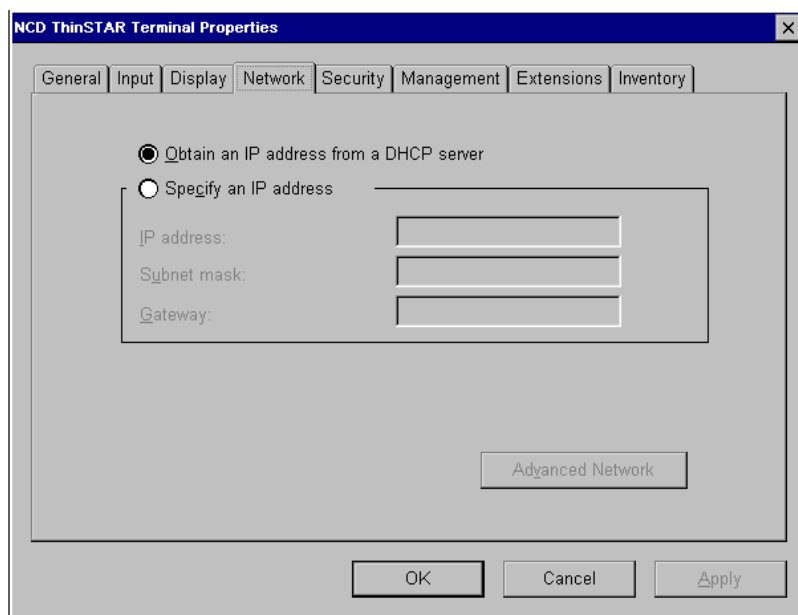 NCD ThinSTAR Terminal Properties
General Input Display Network Security Management Extensions Inventory
Obtain an IP address from a DHCP server
Specify an IP address
IP address:
Subnet mask:
Gateway:
Advanced Network
OK Cancel Apply